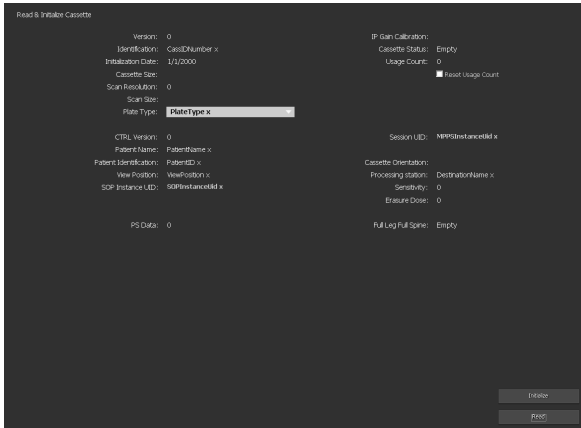 Read & Initialize Cassette
Version: 0 IP Gain Calibration:
Identification: CassIDNumber x Cassette Status: Empty
Initialization Date: 1/1/2000 Usage Count: 0
Cassette Size: Reset Usage Count
Scan Resolution: 0
Scan Size:
Plate Type: PlateType x
CTRL Version: 0 Session UID: MPPSInstanceUid x
Patient Name: PatientName x
Patient Identification: PatientID x Cassette Orientation:
View Position: ViewPosition x Processing station: DestinationName x
SOP Instance UID: SOPInstanceUid x Sensitivity: 0
Erasure Dose: 0
PS Data: 0 Full Leg Full Spine: Empty
Initialize
Read